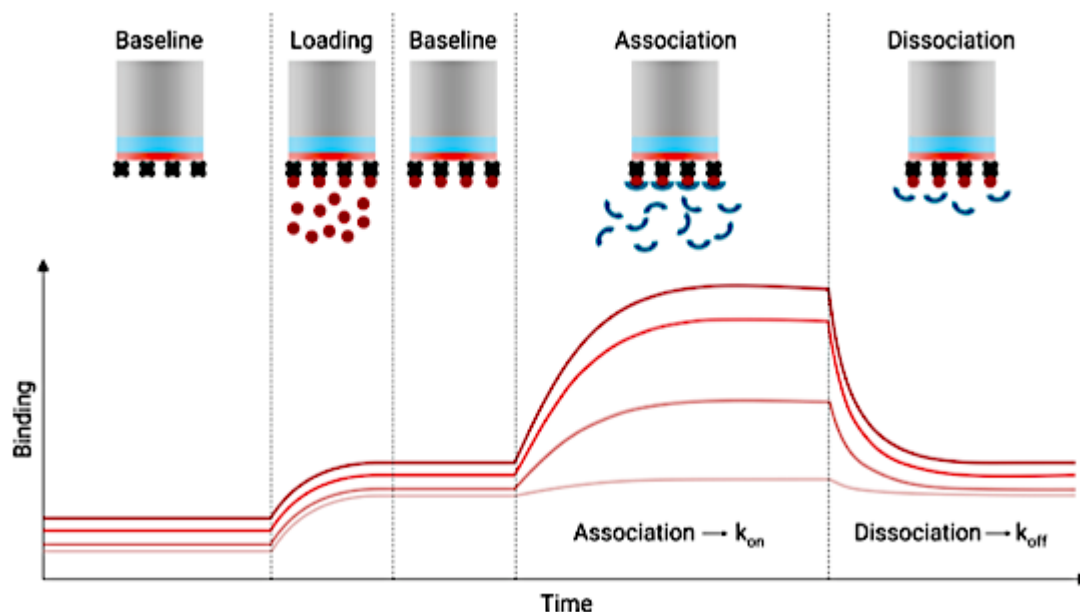 Baseline
Loading
Baseline
Association
Dissociation
Binding
Association → kon
Dissociation → koff
Time